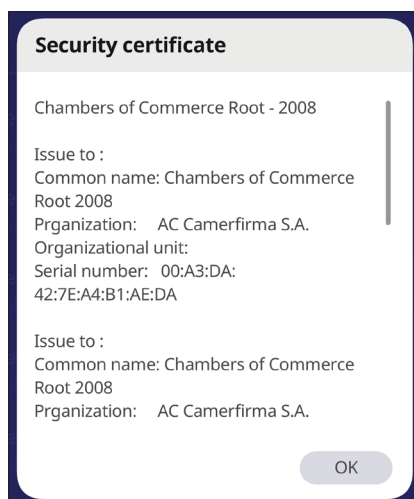 Security certificate
Chambers of Commerce Root - 2008
Issue to :
Common name: Chambers of Commerce
Root 2008
Prganization: AC Camerfirma S.A.
Organizational unit:
Serial number: 00:A3:DA:
42:7E:A4:B1:AE:DA
Issue to :
Common name: Chambers of Commerce
Root 2008
Prganization: AC Camerfirma S.A.
OK